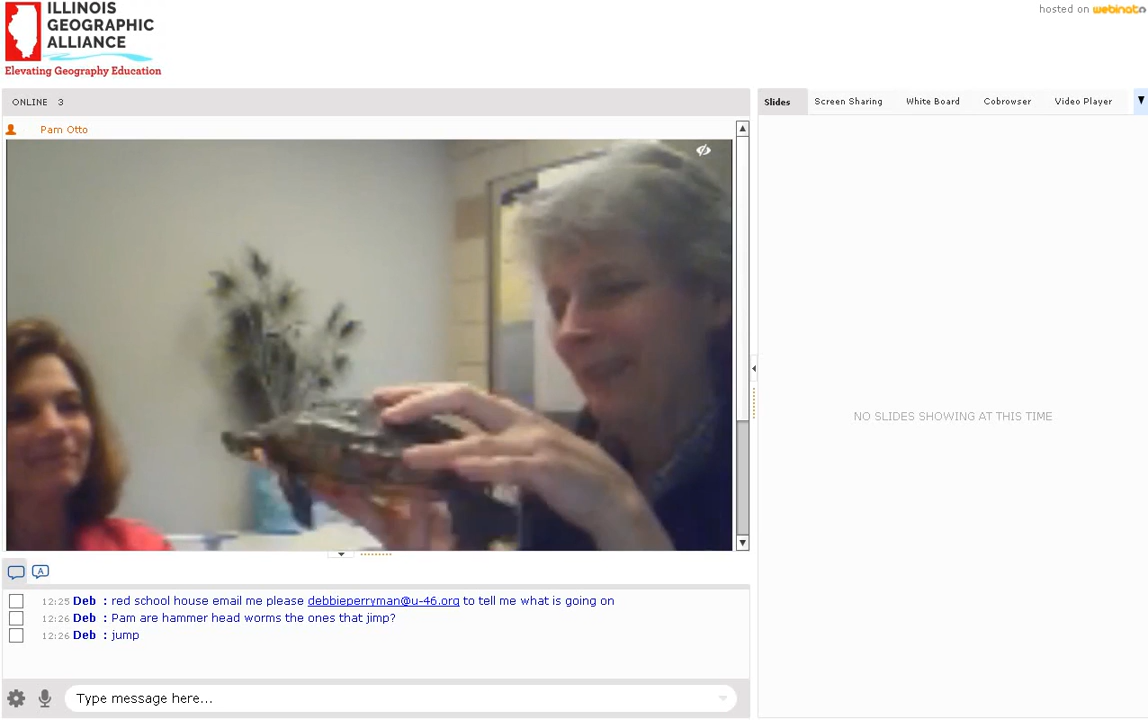 ILLINOIS
GEOGRAPHIC
ALLIANCE
Elevating Geography Education
hosted on webinato
ONLINE 3
Slides Screen Sharing White Board Cobrowser Video Player
Pam Otto
NO SLIDES SHOWING AT THIS TIME
A
12:25 Deb : red school house email me please debbieperryman@u-46.org to tell me what is going on
12:26 Deb : Pam are hammer head worms the ones that jimp?
12:26 Deb : jump
Type message here...